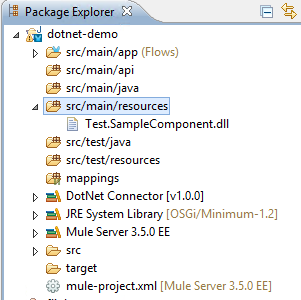 Package Explorer
dotnet-demo
src/main/app (Flows)
src/main/api
src/main/java
src/main/resources
Test.SampleComponent.dll
src/test/java
src/test/resources
mappings
DotNet Connector [v1.0.0]
JRE System Library [OSGi/Minimum-1.2]
Mule Server 3.5.0 EE
src
target
mule-project.xml [Mule Server 3.5.0 EE]